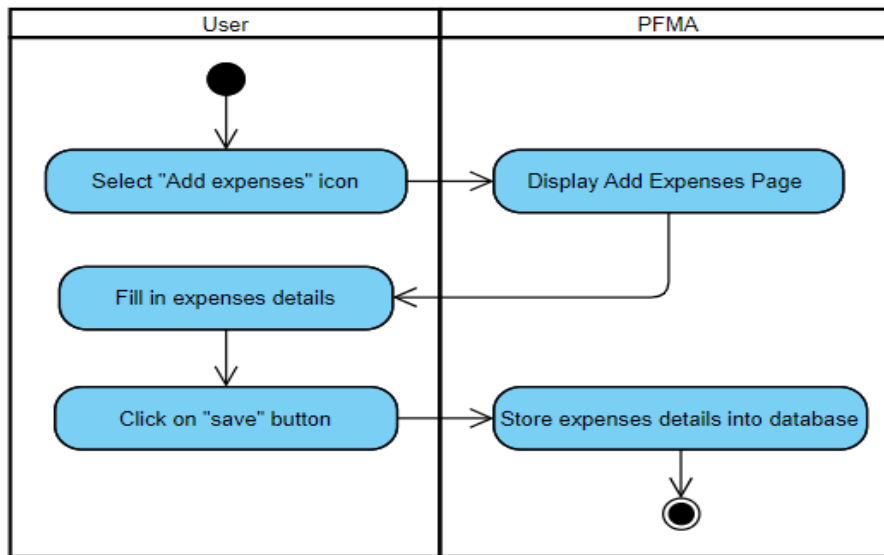 User
PFMA
Select "Add expenses" icon
Display Add Expenses Page
Fill in expenses details
Click on "save" button
Store expenses details into database